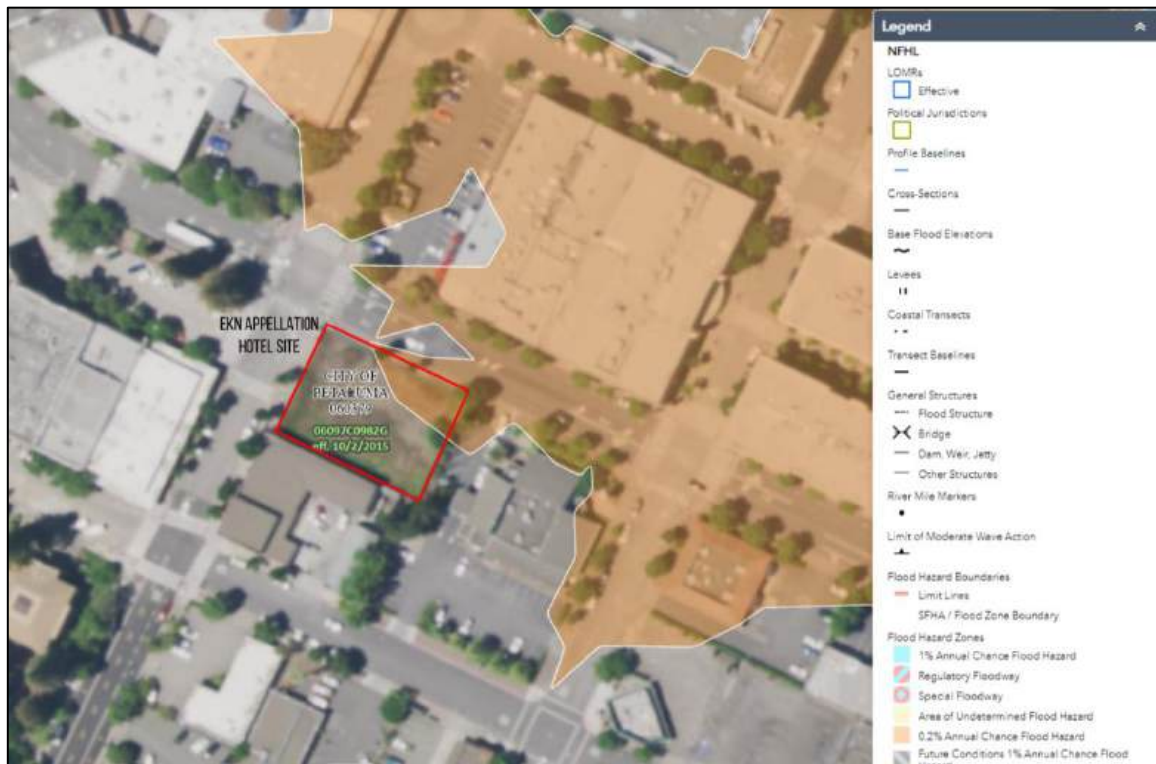 EKN APPELLATION
HOTEL SITE
CITY OF
PETALUMA
060379
06097C0982G
eff. 10/2/2015
Legend
NFHL
LOMRs
Effective
Political Jurisdictions
Profile Baselines
Cross-Sections
Base Flood Elevations
Levees
Coastal Transects
Transect Baselines
General Structures
Flood Structure
Bridge
Dam, Weir, Jetty
Other Structures
River Mile Markers
Limit of Moderate Wave Action
Flood Hazard Boundaries
Limit Lines
SFHA / Flood Zone Boundary
Flood Hazard Zones
1% Annual Chance Flood Hazard
Regulatory Floodway
Special Floodway
Area of Undetermined Flood Hazard
0.2% Annual Chance Flood Hazard
Future Conditions 1% Annual Chance Flood